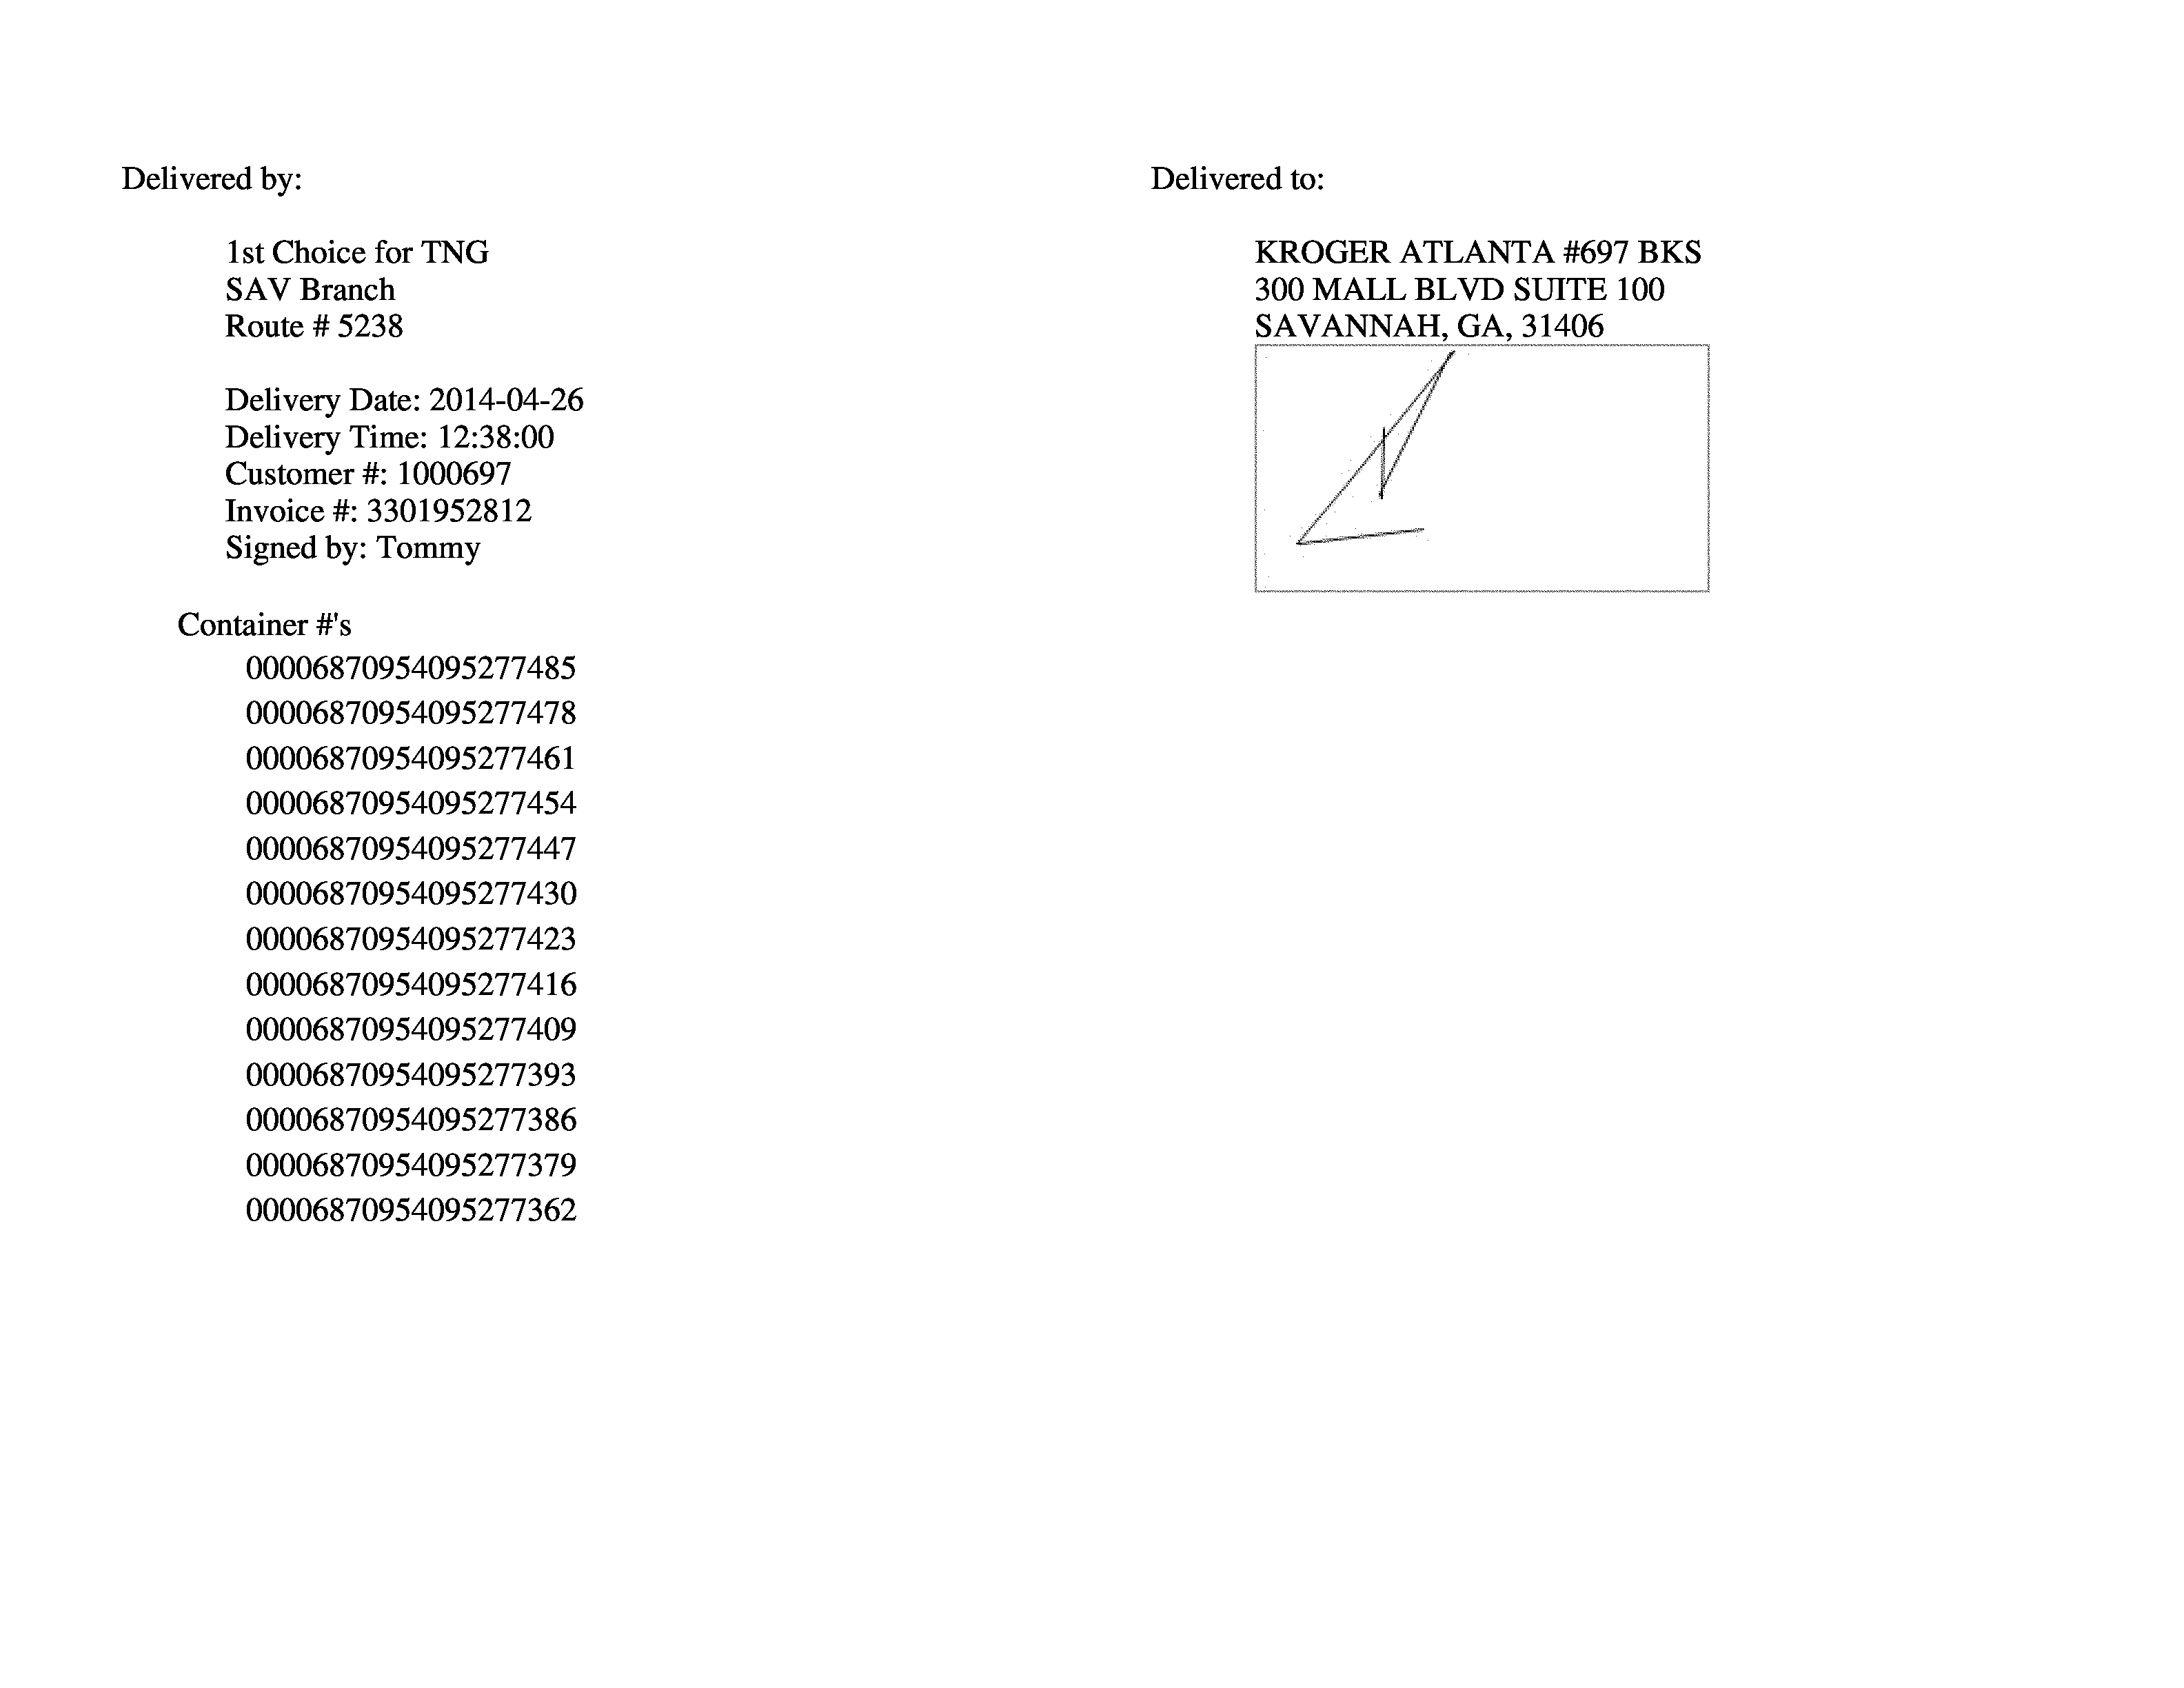 Delivered by:
1st Choice for TNG
SAV Branch
Route # 5238
Delivery Date: 2014-04-26
Delivery Time: 12:38:00
Customer #: 1000697
Invoice #: 3301952812
Signed by: Tommy
Container #'s
00006870954095277485
00006870954095277478
00006870954095277461
00006870954095277454
00006870954095277447
00006870954095277430
00006870954095277423
00006870954095277416
00006870954095277409
00006870954095277393
00006870954095277386
00006870954095277379
00006870954095277362
Delivered to:
KROGER ATLANTA #697 BKS
300 MALL BLVD SUITE 100
SAVANNAH, GA, 31406